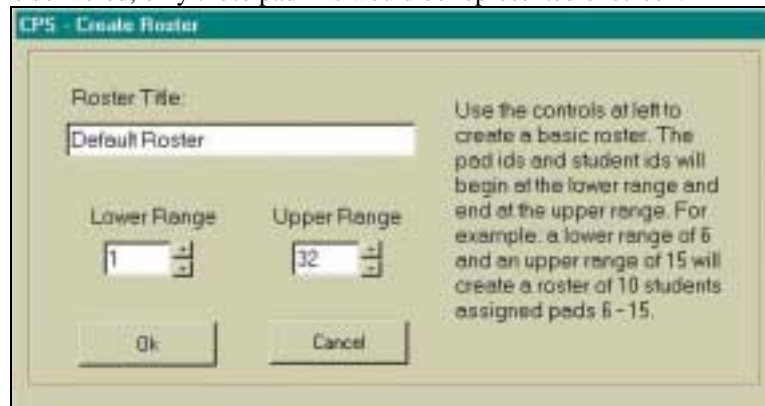 CPS - Create Roster
Roster Title:
Default Roster
Lower Range
Upper Range
1
32
Ok
Cancel
Use the controls at left to
create a basic roster. The
pad ids and student ids will
begin at the lower range and
end at the upper range. For
example. a lower range of 6
and an upper range of 15 will
create a roster of 10 students
assigned pads 6 - 15.